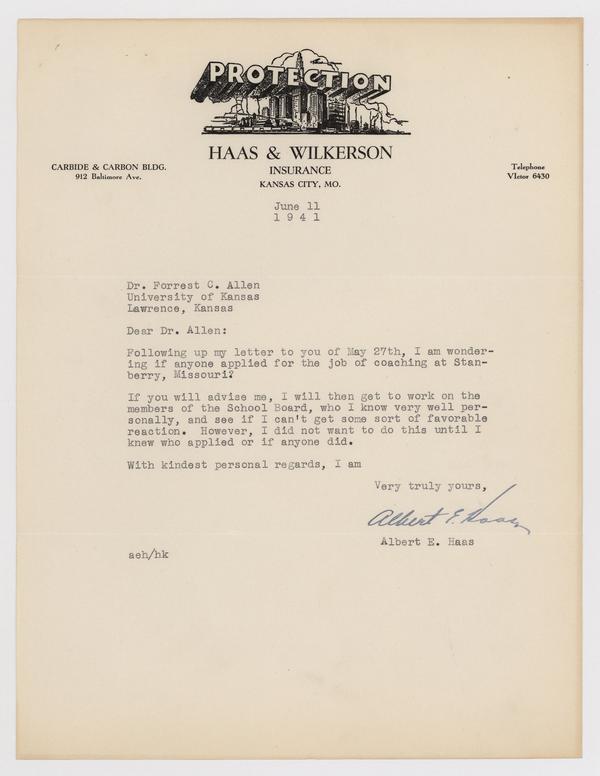 PROTECTION
HAAS & WILKERSON
INSURANCE
KANSAS CITY, MO.
CARBIDE & CARBON BLDG.
912 Baltimore Ave.
Telephone
VIctor 6430
June 11
1 9 4 1
Dr. Forrest C. Allen
University of Kansas
Lawrence, Kansas
Dear Dr. Allen:
Following up my letter to you of May 27th, I am wonder-
ing if anyone applied for the job of coaching at Stan-
berry, Missouri?
If you will advise me, I will then get to work on the
members of the School Board, who I know very well per-
sonally, and see if I can't get some sort of favorable
reaction.  However, I did not want to do this until I
knew who applied or if anyone did.
With kindest personal regards, I am
Very truly yours,
Albert E. Haas
Albert E. Haas
aeh/hk